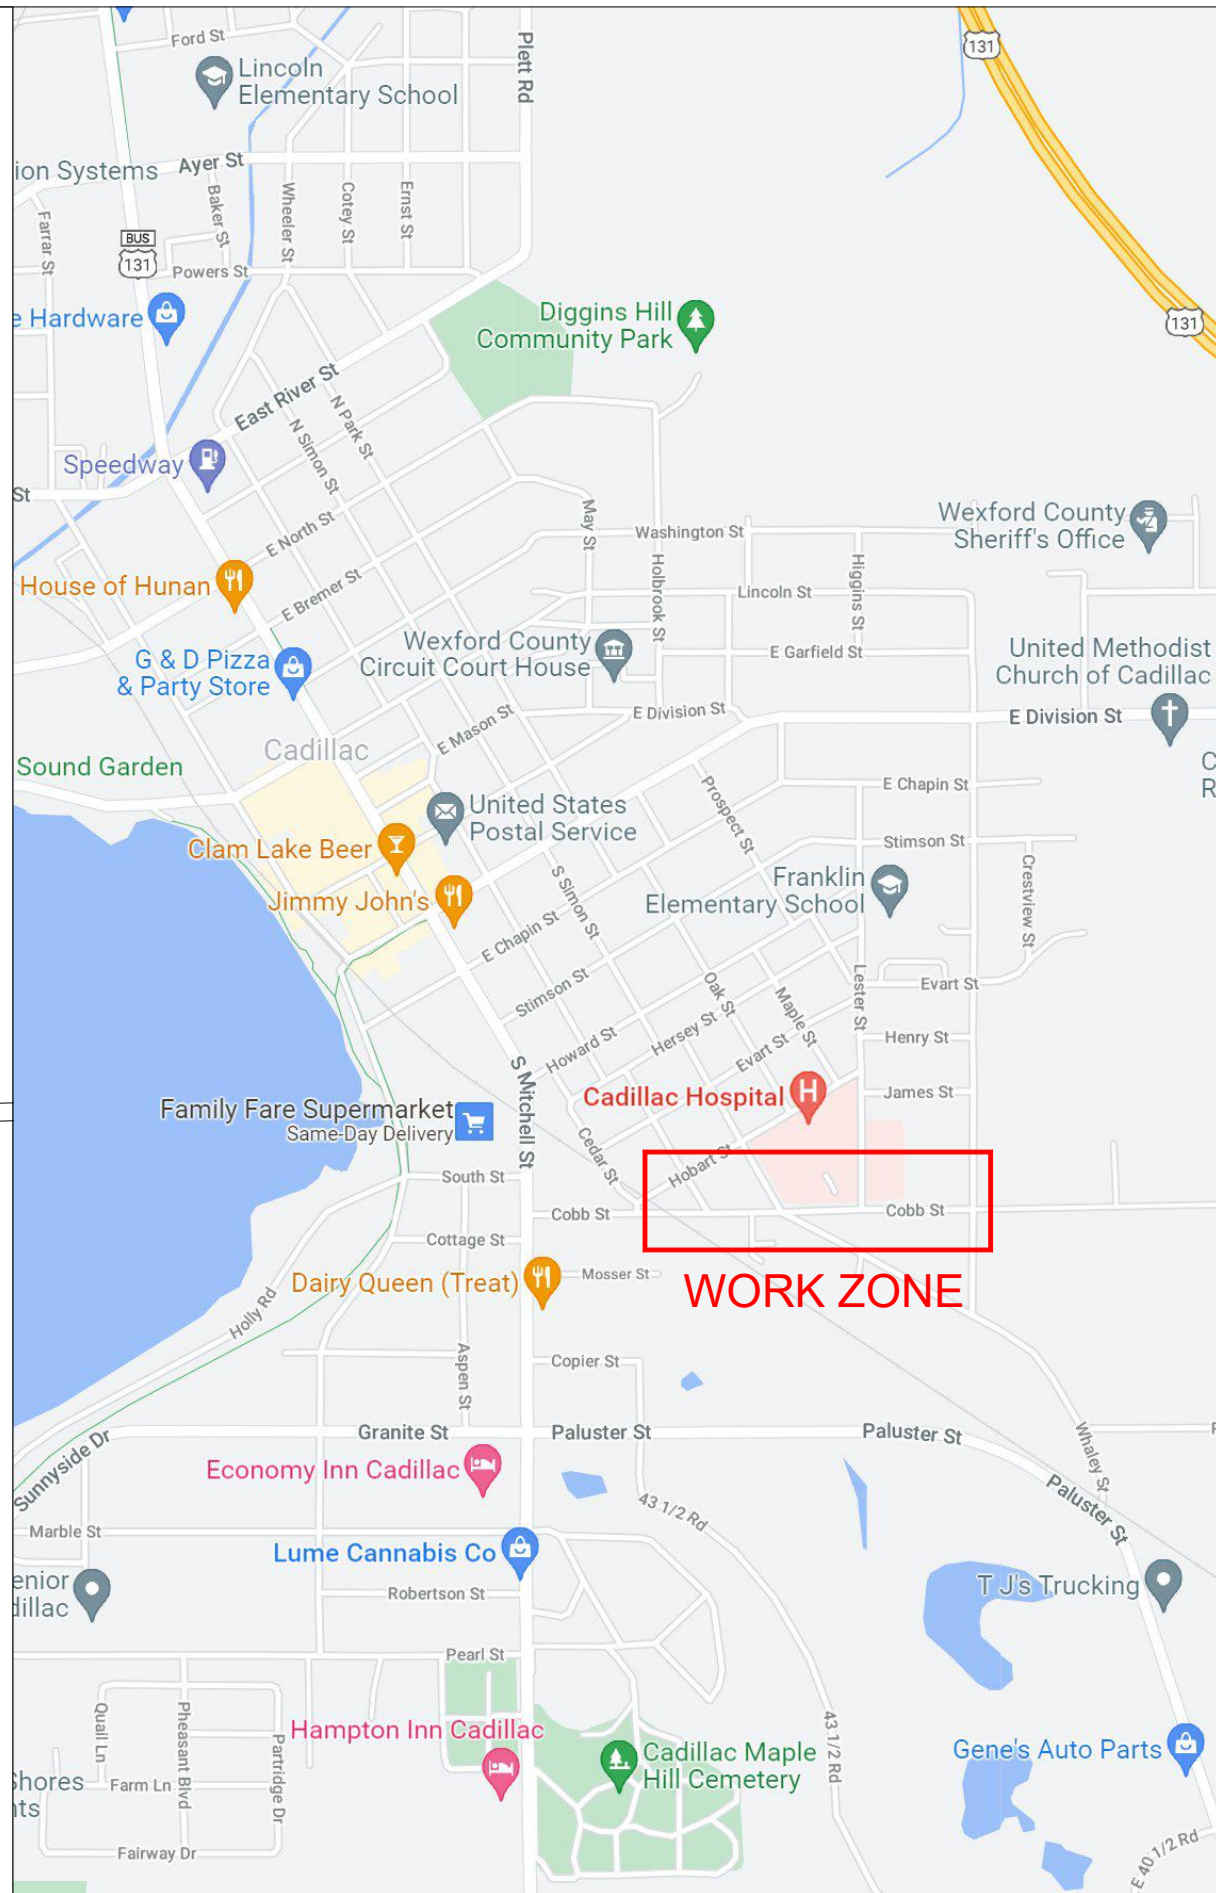 Ford St
Plett Rd
131
Lincoln
Elementary School
ion Systems
Ayer St
Farrar St
Baker St
Wheeler St
Cotey St
Ernst St
BUS
131
Powers St
e Hardware
Diggins Hill
Community Park
131
East River St
N Park St
N Simon St
Speedway
St
E North St
May St
Washington St
Wexford County
Sheriff's Office
House of Hunan
E Bremer St
Holbrook St
Lincoln St
Higgins St
Wexford County
Circuit Court House
E Garfield St
United Methodist
Church of Cadillac
G & D Pizza
& Party Store
E Mason St
E Division St
E Division St
Cadillac
Sound Garden
C
R
Prospect St
E Chapin St
United States
Postal Service
Clam Lake Beer
Stimson St
Jimmy John's
S Simon St
Franklin
Elementary School
Crestview St
E Chapin St
Stimson St
Oak St
Maple St
Lester St
Evart St
Howard St
Hersey St
Evart St
Henry St
S Mitchell St
Cadillac Hospital
H
James St
Family Fare Supermarket
Same-Day Delivery
Cedar St
Hobart St
South St
Cobb St
Cobb St
Cottage St
Dairy Queen (Treat)
Mosser St
WORK ZONE
Holly Rd
Aspen St
Copier St
Granite St
Paluster St
Paluster St
Whaley St
Sunnyside Dr
Economy Inn Cadillac
43 1/2 Rd
Paluster St
Marble St
Lume Cannabis Co
enior
dillac
Robertson St
T J's Trucking
Pearl St
Quail Ln
Pheasant Blvd
Partridge Dr
Hampton Inn Cadillac
43 1/2 Rd
Cadillac Maple
Hill Cemetery
Gene's Auto Parts
Shores
nts
Farm Ln
Fairway Dr
E 40 1/2 Rd